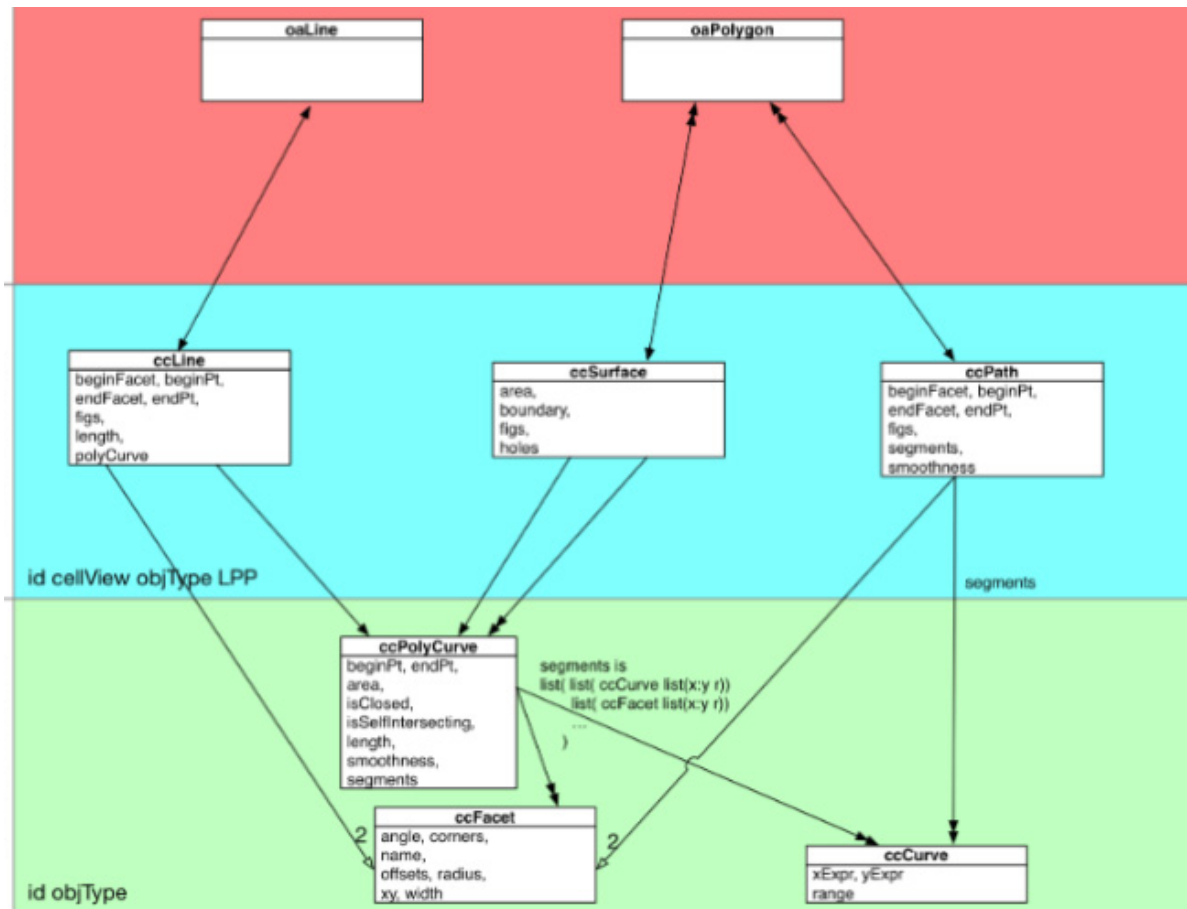 oaLine
oaPolygon
ccLine
beginFacet, beginPt,
endFacet, endPt,
figs,
length,
polyCurve
ccSurface
area,
boundary,
figs,
holes
ccPath
beginFacet, beginPt,
endFacet, endPt,
figs,
segments,
smoothness
id cellView objType LPP
segments
ccPolyCurve
beginPt, endPt,
area,
isClosed,
isSelfIntersecting,
length,
smoothness,
segments
segments is
list( list( ccCurve list(x:y r))
list( ccFacet list(x:y r))
...
)
2
ccFacet
angle, corners,
name,
offsets, radius,
xy, width
2
ccCurve
xExpr, yExpr
range
id objType